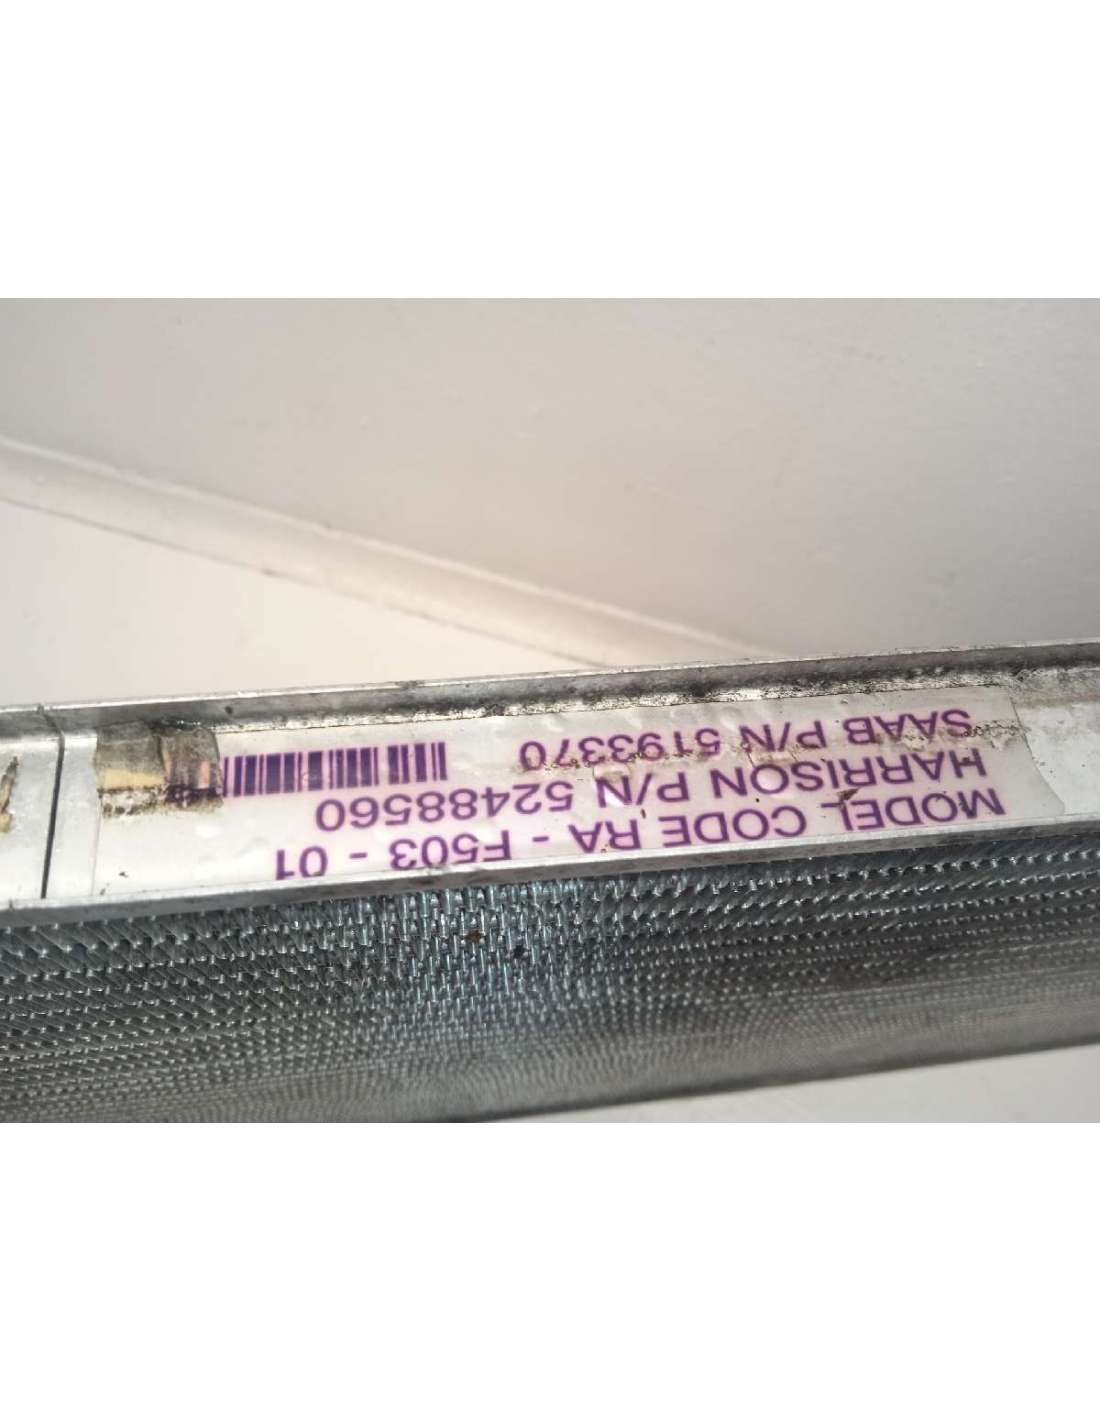 MODEL CODE RA - F503 - 01
HARRISON P/N 52488560
SAAB P/N 5193370